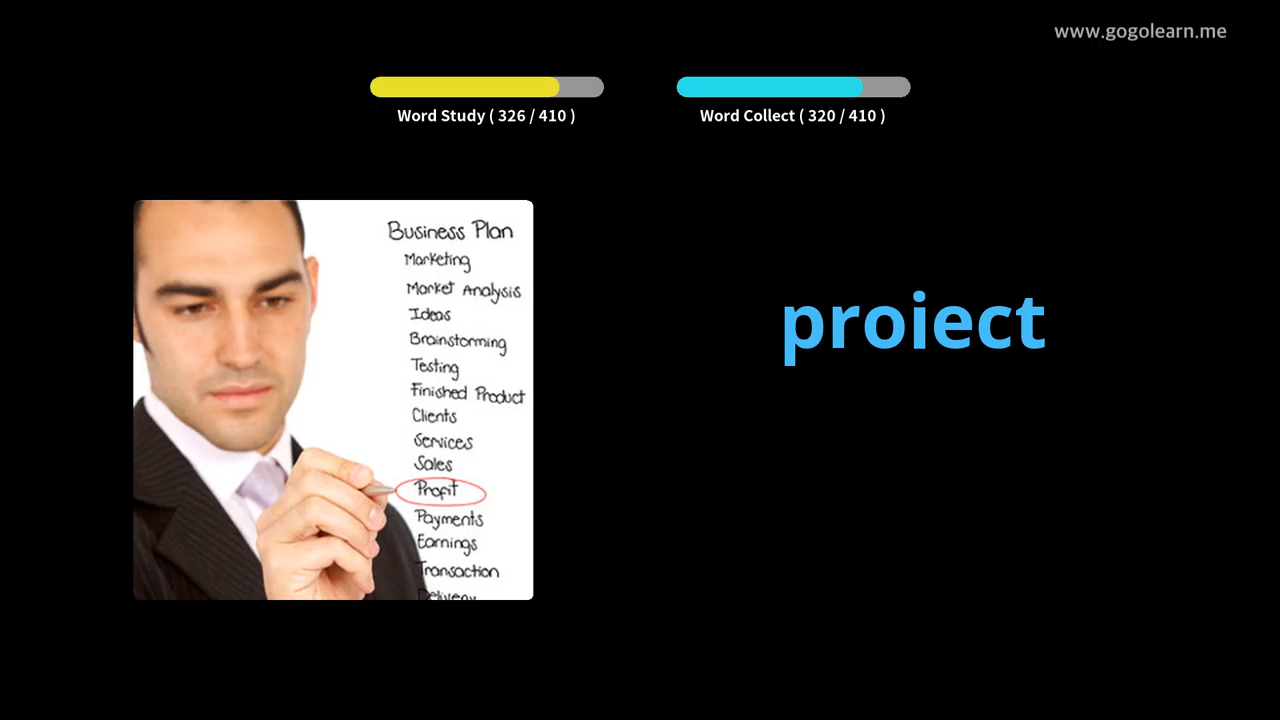 www.gogolearn.me
Word Study ( 326 / 410 )
Word Collect ( 320 / 410 )
Business Plan
Marketing
Market Analysis
Ideas
Brainstorming
Testing
Finished Product
Clients
Services
Sales
Profit
Payments
Earnings
Transaction
Delivery
proiect